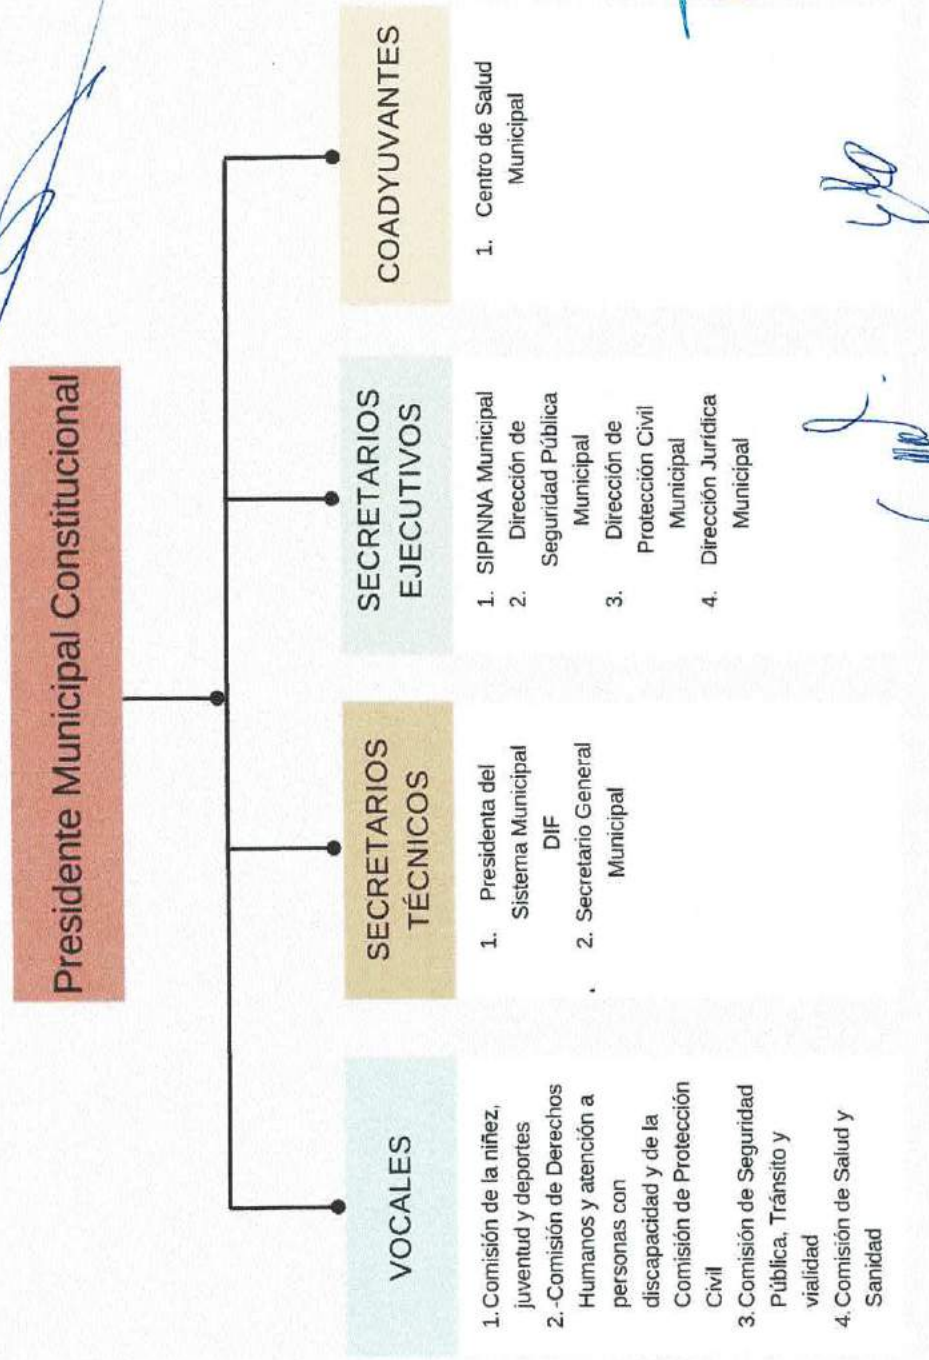 Presidente Municipal Constitucional
VOCALES
1. Comisión de la niñez,
juventud y deportes
2.-Comisión de Derechos
Humanos y atención a
personas con
discapacidad y de la
Comisión de Protección
Civil
3. Comisión de Seguridad
Pública, Tránsito y
vialidad
4. Comisión de Salud y
Sanidad
SECRETARIOS
TÉCNICOS
1. Presidenta del
Sistema Municipal
DIF
2. Secretario General
Municipal
SECRETARIOS
EJECUTIVOS
1. SIPINNA Municipal
2. Dirección de
Seguridad Pública
Municipal
3. Dirección de
Protección Civil
Municipal
4. Dirección Jurídica
Municipal
COADYUVANTES
1. Centro de Salud
Municipal